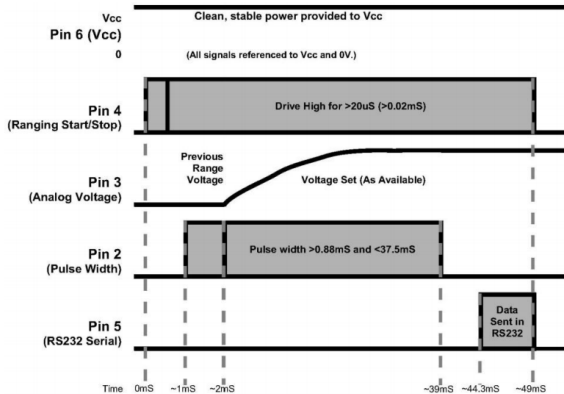 Vcc
Clean, stable power provided to Vcc
Pin 6 (Vcc)
0
(All signals referenced to Vcc and 0V.)
Pin 4
(Ranging Start/Stop)
Drive High for >20uS (>0.02mS)
Previous
Range
Voltage
Pin 3
(Analog Voltage)
Voltage Set (As Available)
Pin 2
(Pulse Width)
Pulse width >0.88mS and <37.5mS
Pin 5
(RS232 Serial)
Data
Sent in
RS232
Time 0mS ~1mS ~2mS ~39mS ~44.3mS ~49mS